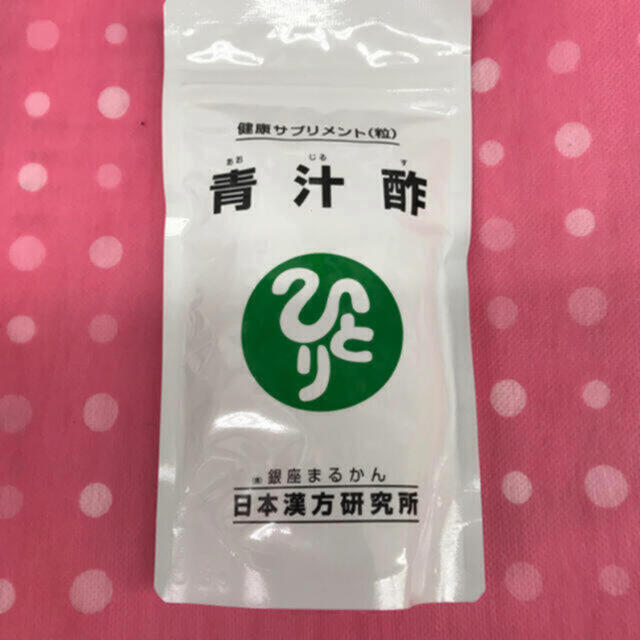 健康サプリメント(粒)
あお じる す
青汁酢
ひと
り
㈱銀座まるかん
日本漢方研究所